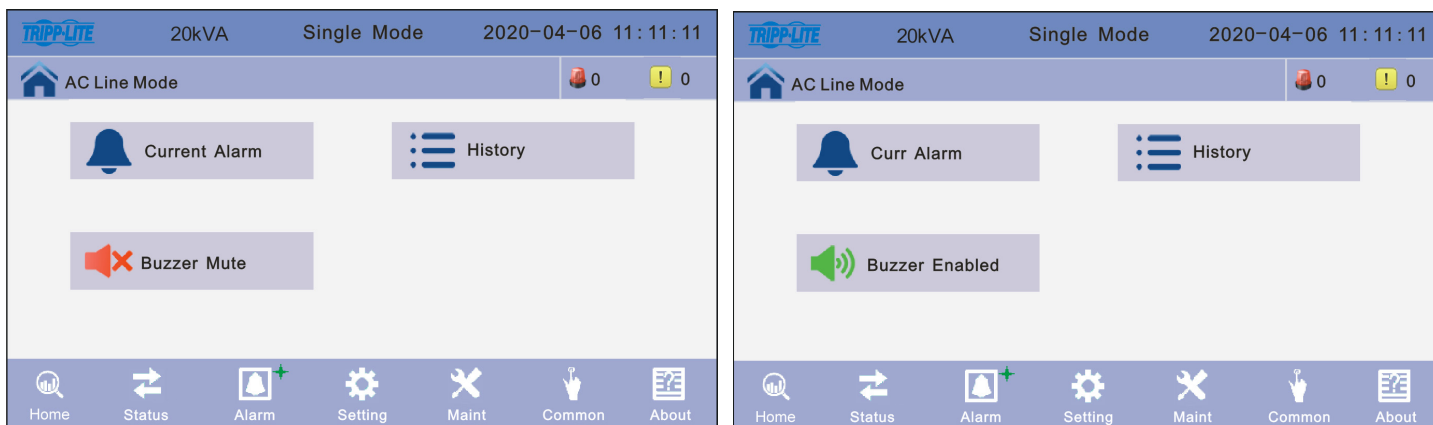 TRIPP-LITE 20kVA Single Mode 2020-04-06 11:11:11
AC Line Mode 0 ! 0
Current Alarm History
Buzzer Mute
Home Status Alarm Setting Maint Common About
TRIPP-LITE 20kVA Single Mode 2020-04-06 11:11:11
AC Line Mode 0 ! 0
Curr Alarm History
Buzzer Enabled
Home Status Alarm Setting Maint Common About